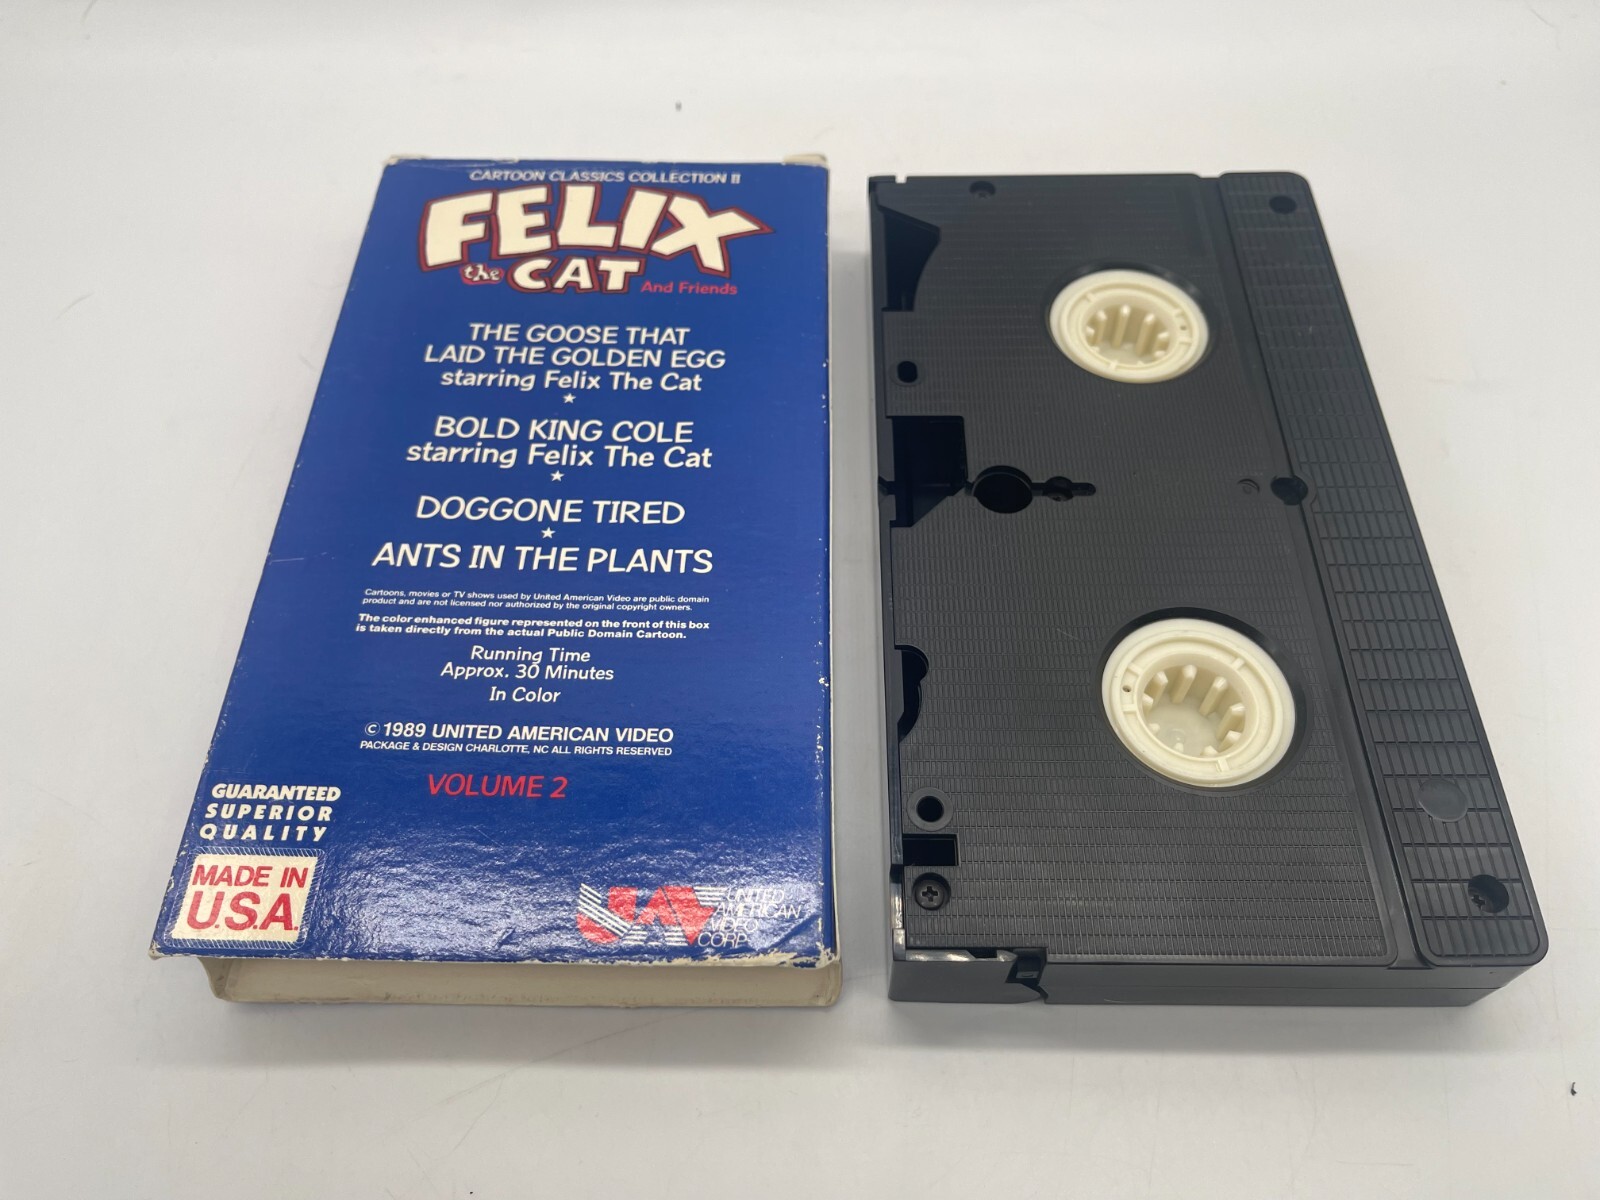 CARTOON CLASSICS COLLECTION II
FELIX
the CAT And Friends
THE GOOSE THAT
LAID THE GOLDEN EGG
starring Felix The Cat
BOLD KING COLE
starring Felix The Cat
DOGGONE TIRED
ANTS IN THE PLANTS
Cartoons, movies or TV shows used by United American Video are public domain
product and are not licensed nor authorized by the original copyright owners.
The color enhanced figure represented on the front of this box
is taken directly from the actual Public Domain Cartoon.
Running Time
Approx. 30 Minutes
In Color
© 1989 UNITED AMERICAN VIDEO
PACKAGE & DESIGN CHARLOTTE, NC ALL RIGHTS RESERVED
VOLUME 2
GUARANTEED
SUPERIOR
QUALITY
MADE IN
U.S.A.
UAV
UNITED
AMERICAN
VIDEO
CORP